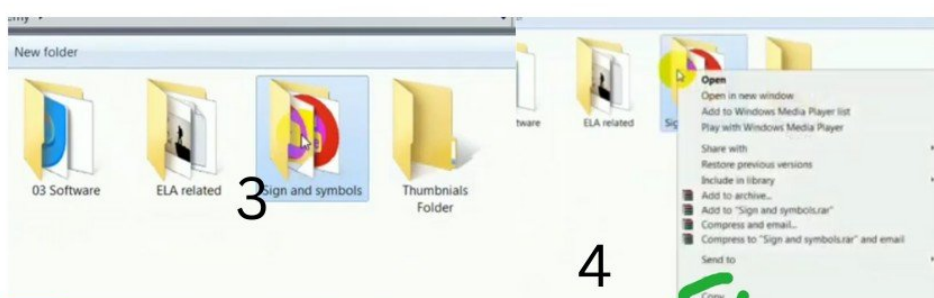 New folder
03 Software
ELA related
Sign and symbols
Thumbnials
Folder
3
tware
ELA related
Open
Open in new window
Add to Windows Media Player list
Play with Windows Media Player
Share with
Restore previous versions
Include in library
Add to archive...
Add to "Sign and symbols.rar"
Compress and email...
Compress to "Sign and symbols.rar" and email
Send to
Copy
4